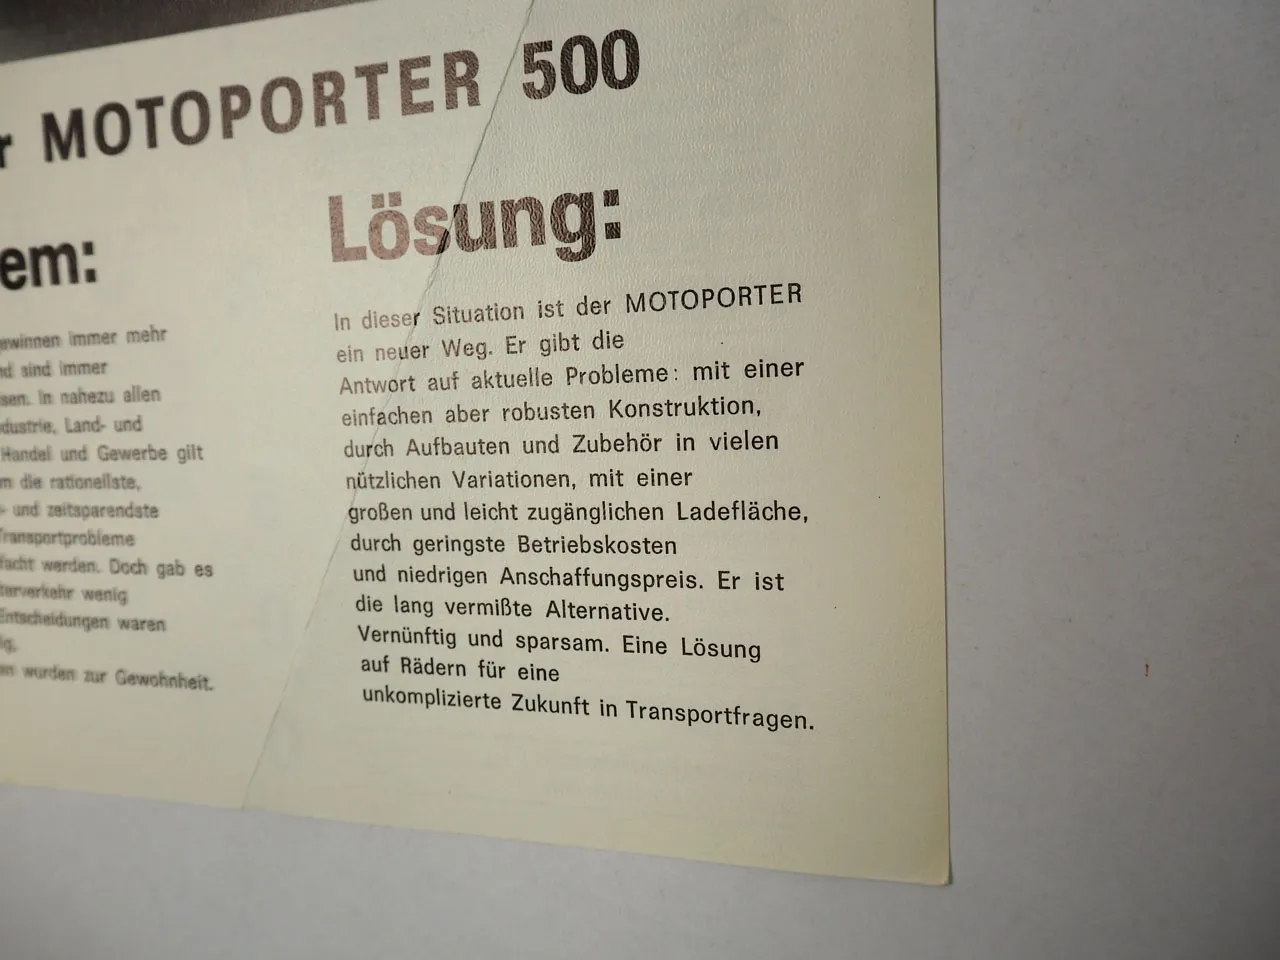 MOTOPORTER 500
em:
ewinnen immer mehr
nd sind immer
sen. In nahezu allen
dustrie, Land- und
Handel und Gewerbe gilt
m die rationellste,
- und zeitsparendste
Transportprobleme
facht werden. Doch gab es
terverkehr wenig
Entscheidungen waren
ig.
en wurden zur Gewohnheit.
Lösung:
In dieser Situation ist der MOTOPORTER
ein neuer Weg. Er gibt die
Antwort auf aktuelle Probleme: mit einer
einfachen aber robusten Konstruktion,
durch Aufbauten und Zubehör in vielen
nützlichen Variationen, mit einer
großen und leicht zugänglichen Ladefläche,
durch geringste Betriebskosten
und niedrigen Anschaffungspreis. Er ist
die lang vermißte Alternative.
Vernünftig und sparsam. Eine Lösung
auf Rädern für eine
unkomplizierte Zukunft in Transportfragen.